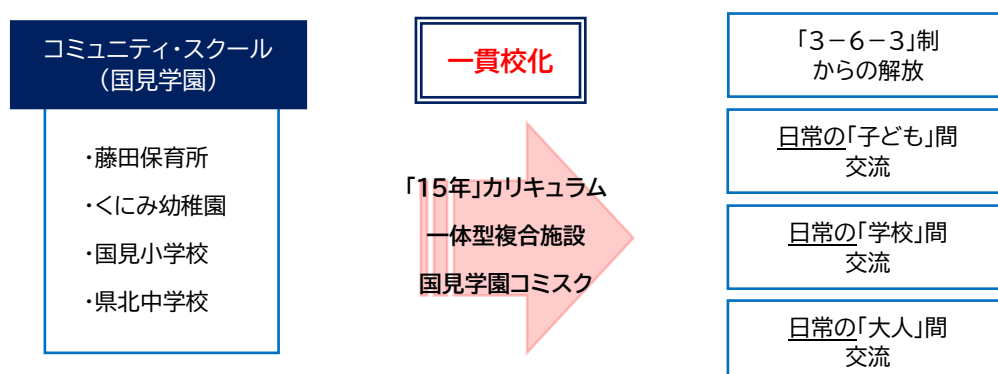 コミュニティ・スクール
（国見学園）
・藤田保育所
・くにみ幼稚園
・国見小学校
・県北中学校
一貫校化
「15年」カリキュラム
一体型複合施設
国見学園コミスク
「3－6－3」制
からの解放
日常の「子ども」間
交流
日常の「学校」間
交流
日常の「大人」間
交流